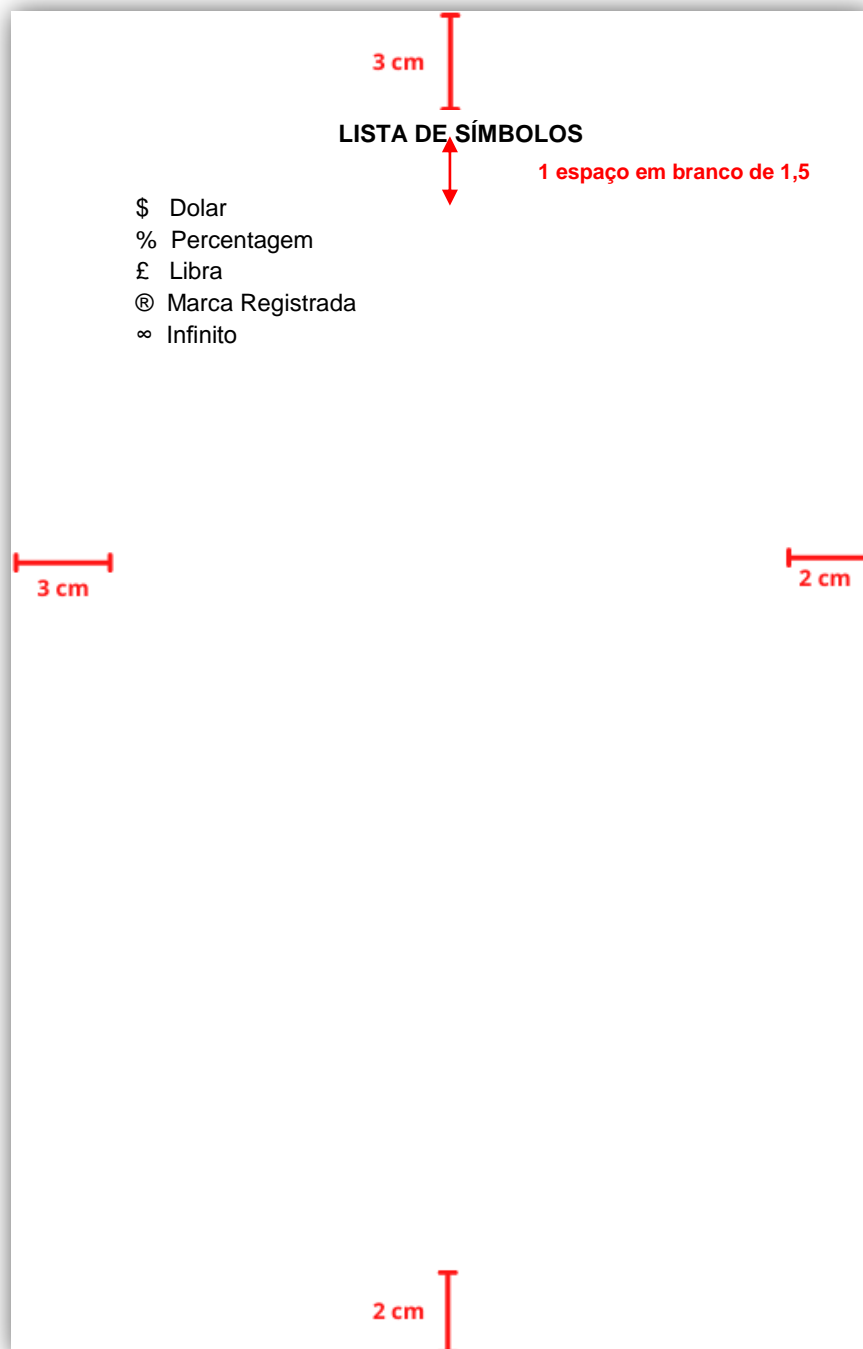 3 cm
LISTA DE SÍMBOLOS
1 espaço em branco de 1,5
$ Dolar
% Percentagem
£ Libra
® Marca Registrada
∞ Infinito
3 cm
2 cm
2 cm